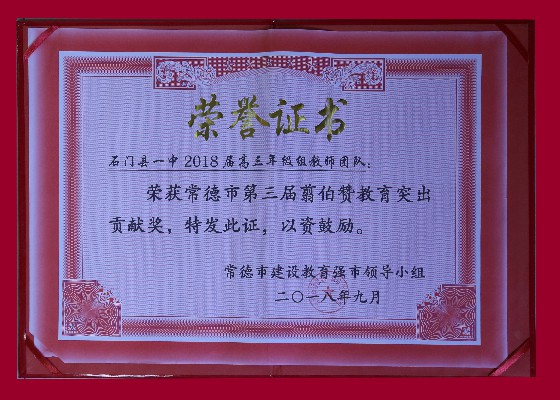 荣誉证书
石门县一中2018届高三年级组教师团队:
荣获常德市第三届翦伯赞教育突出
贡献奖，特发此证，以资鼓励。
常德市建设教育强市领导小组
二〇一八年九月